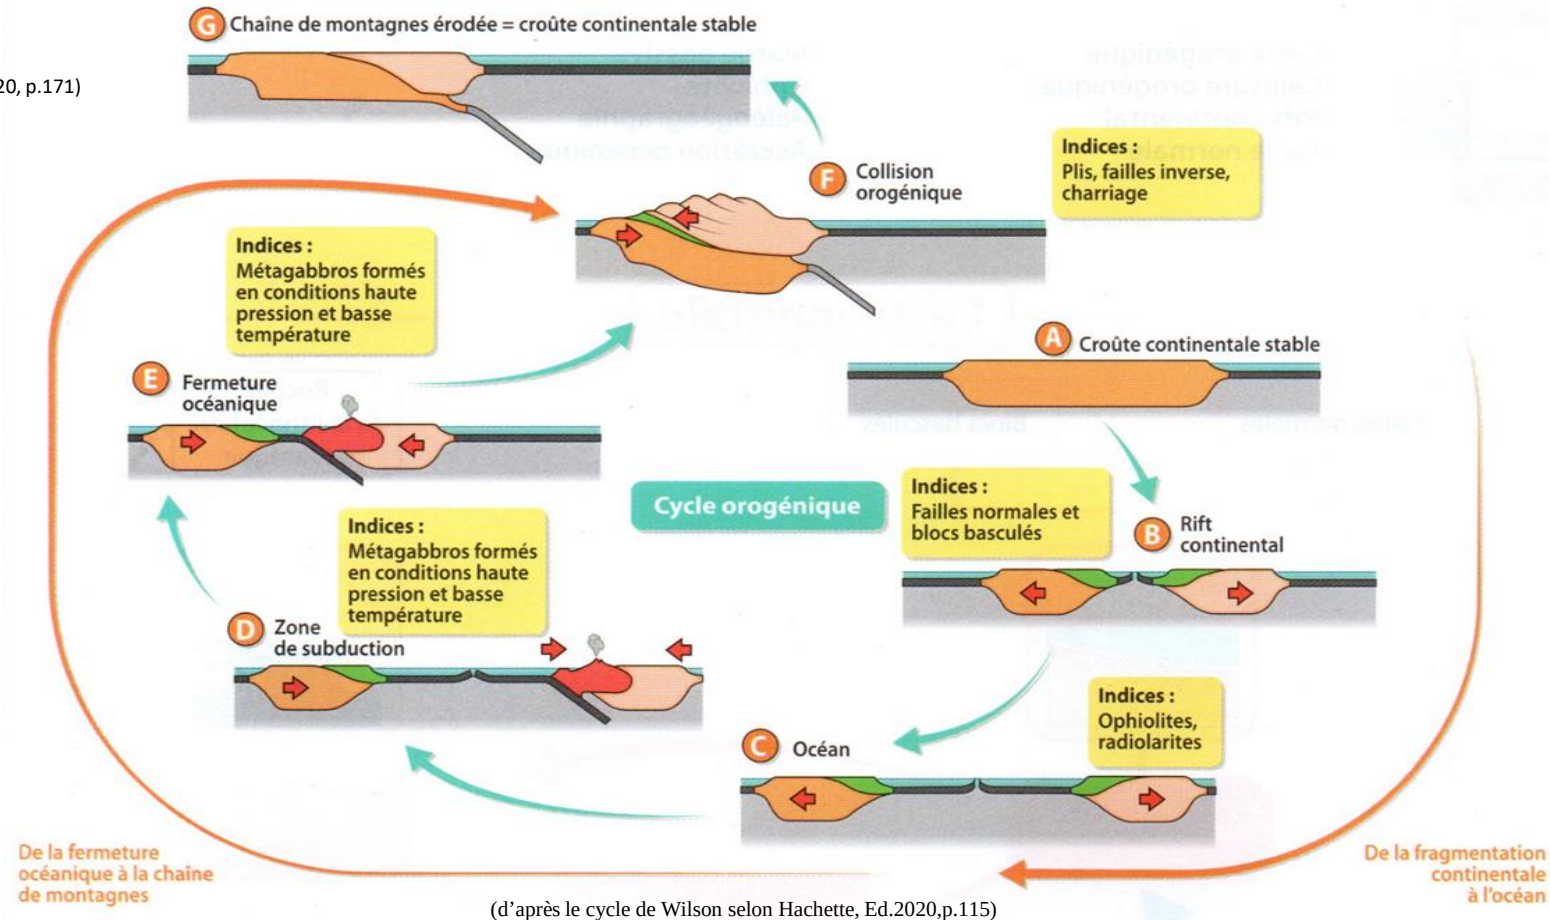 G Chaîne de montagnes érodée = croûte continentale stable
20, p.171)
F Collision
orogénique
Indices :
Plis, failles inverse,
charriage
Indices :
Métagabbros formés
en conditions haute
pression et basse
température
A Croûte continentale stable
E Fermeture
océanique
Cycle orogénique
Indices :
Failles normales et
blocs basculés
B Rift
continental
Indices :
Métagabbros formés
en conditions haute
pression et basse
température
D Zone
de subduction
Indices :
Ophiolites,
radiolarites
C Océan
De la fermeture
océanique à la chaîne
de montagnes
De la fragmentation
continentale
à l'océan
(d’après le cycle de Wilson selon Hachette, Ed.2020,p.115)